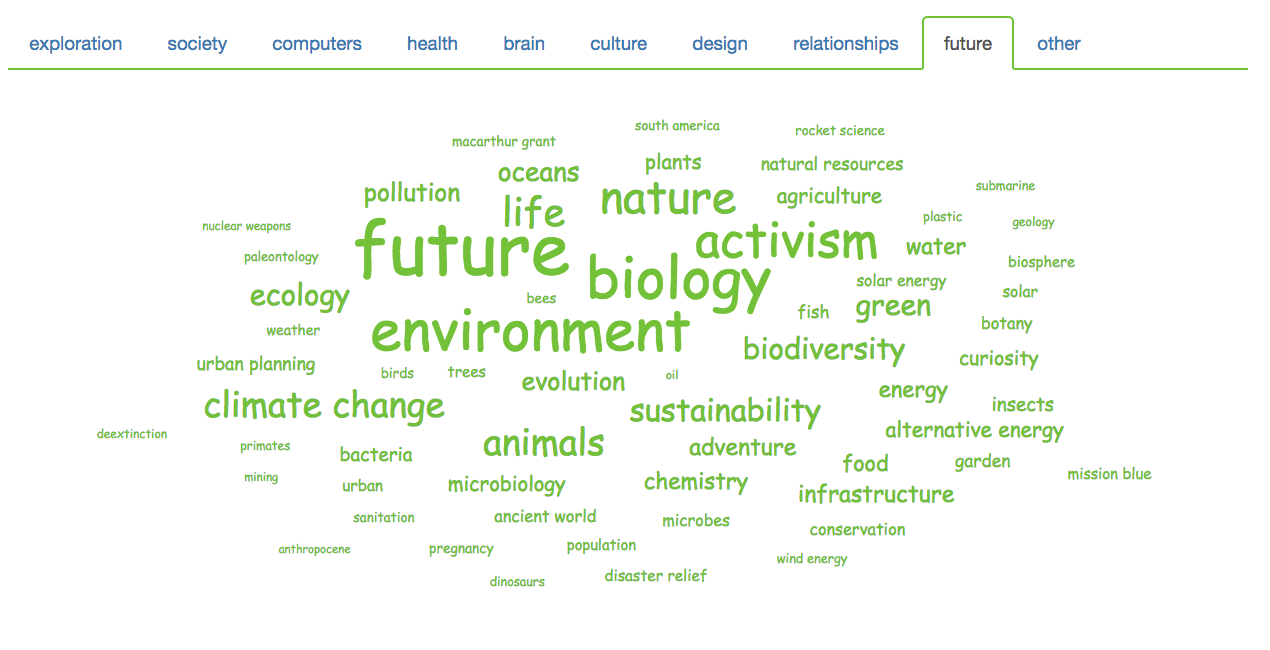 exploration society computers health brain culture design relationships future other
south america
rocket science
macarthur grant
plants
natural resources
oceans
submarine
pollution
nature
agriculture
life
plastic
geology
nuclear weapons
activism
water
future
paleontology
biosphere
biology
solar energy
ecology
bees
solar
green
fish
botany
weather
environment
biodiversity
curiosity
urban planning
birds
trees
evolution
oil
energy
climate change
insects
sustainability
deextinction
alternative energy
primates
animals
adventure
bacteria
food
garden
mining
mission blue
urban
microbiology
chemistry
infrastructure
sanitation
ancient world
microbes
conservation
anthropocene
pregnancy
population
wind energy
dinosaurs
disaster relief